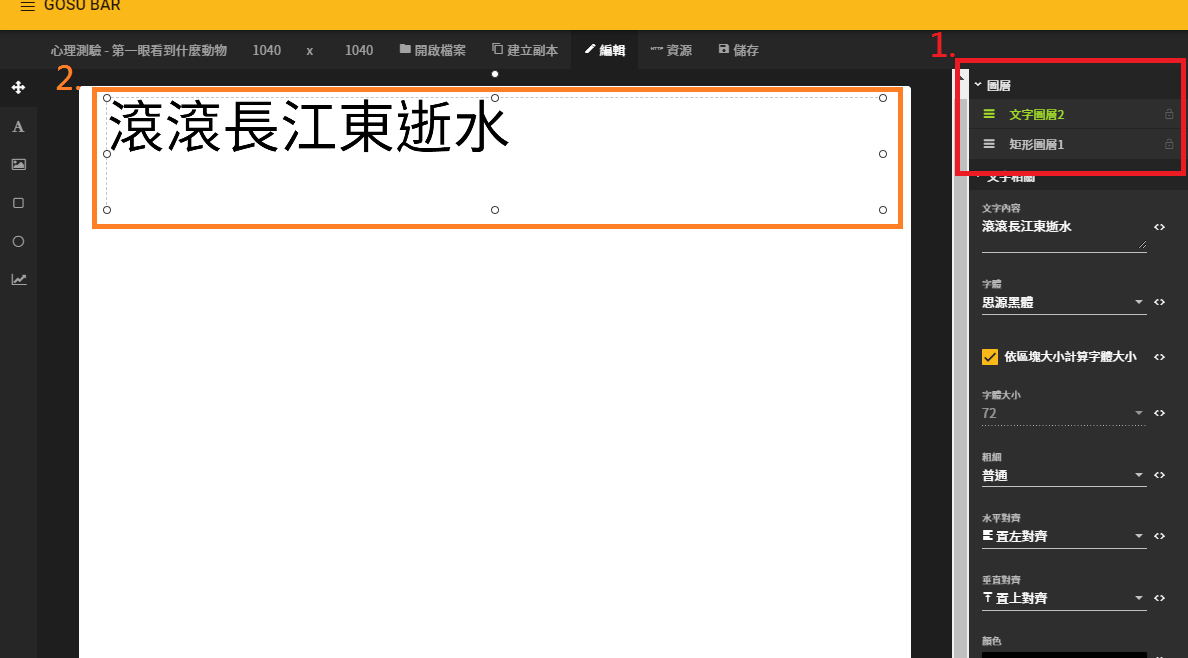 GOSU BAR
心理測驗 - 第一眼看到什麼動物 1040 x 1040 開啟檔案 建立副本 編輯 HTTP 資源 儲存
1.
2.
圖層
文字圖層2
矩形圖層1
文字相關
A
滾滾長江東逝水
文字內容
滾滾長江東逝水
字體
思源黑體
依區塊大小計算字體大小
字體大小
72
粗細
普通
水平對齊
置左對齊
垂直對齊
置上對齊
顏色